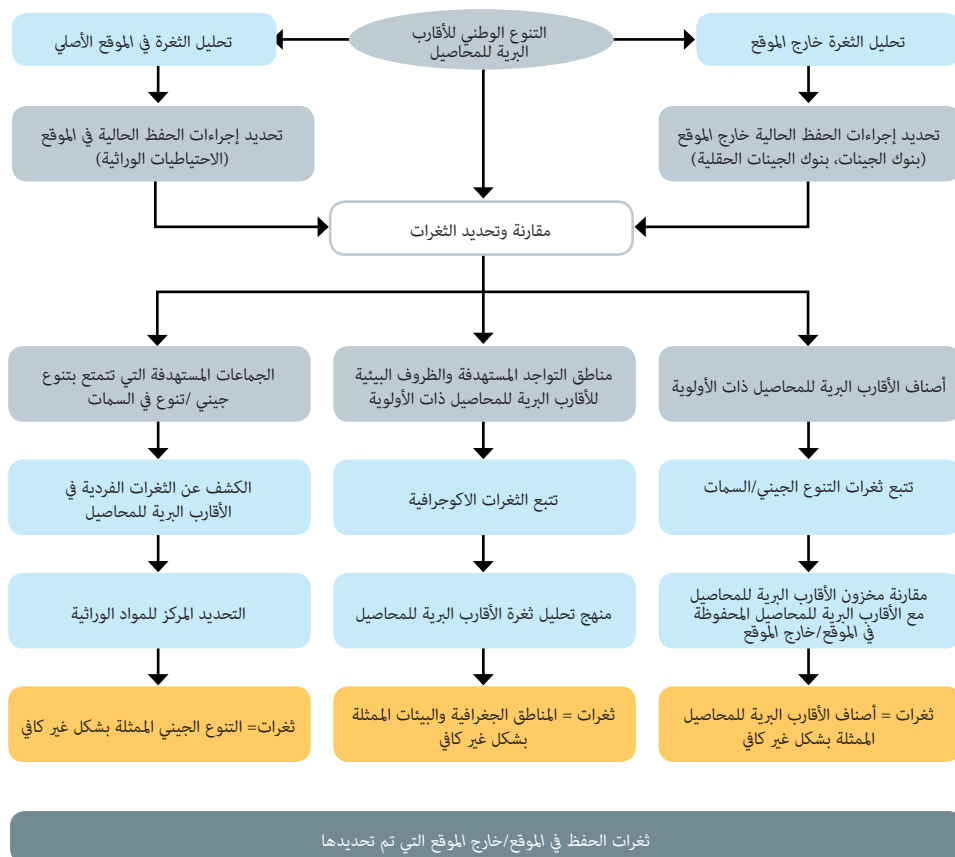 تحليل الثغرة خارج الموقع
التنوع الوطني للأقارب
البرية للمحاصيل
تحليل الثغرة في الموقع الأصلي
تحديد إجراءات الحفظ الحالية خارج الموقع
(بنوك الجينات، بنوك الجينات الحقلية)
تحديد إجراءات الحفظ الحالية في الموقع
(الاحتياطيات الوراثية)
مقارنة وتحديد الثغرات
أصناف الأقارب البرية للمحاصيل ذات الأولوية
مناطق التواجد المستهدفة والظروف البيئية
للأقارب البرية للمحاصيل ذات الأولوية
الجماعات المستهدفة التي تتمتع بتنوع
جيني /تنوع في السمات
تتبع ثغرات التنوع الجيني/السمات
تتبع الثغرات الاكوجرافية
الكشف عن الثغرات الفردية في
الأقارب البرية للمحاصيل
مقارنة مخزون الأقارب البرية للمحاصيل
مع الأقارب البرية للمحاصيل المحفوظة
في الموقع/خارج الموقع
منهج تحليل ثغرة الأقارب البرية للمحاصيل
التحديد المركز للمواد الوراثية
ثغرات = أصناف الأقارب البرية للمحاصيل
الممثلة بشكل غير كافي
ثغرات = المناطق الجغرافية والبيئات الممثلة
بشكل غير كافي
ثغرات= التنوع الجيني الممثلة بشكل غير كافي
ثغرات الحفظ في الموقع/خارج الموقع التي تم تحديدها